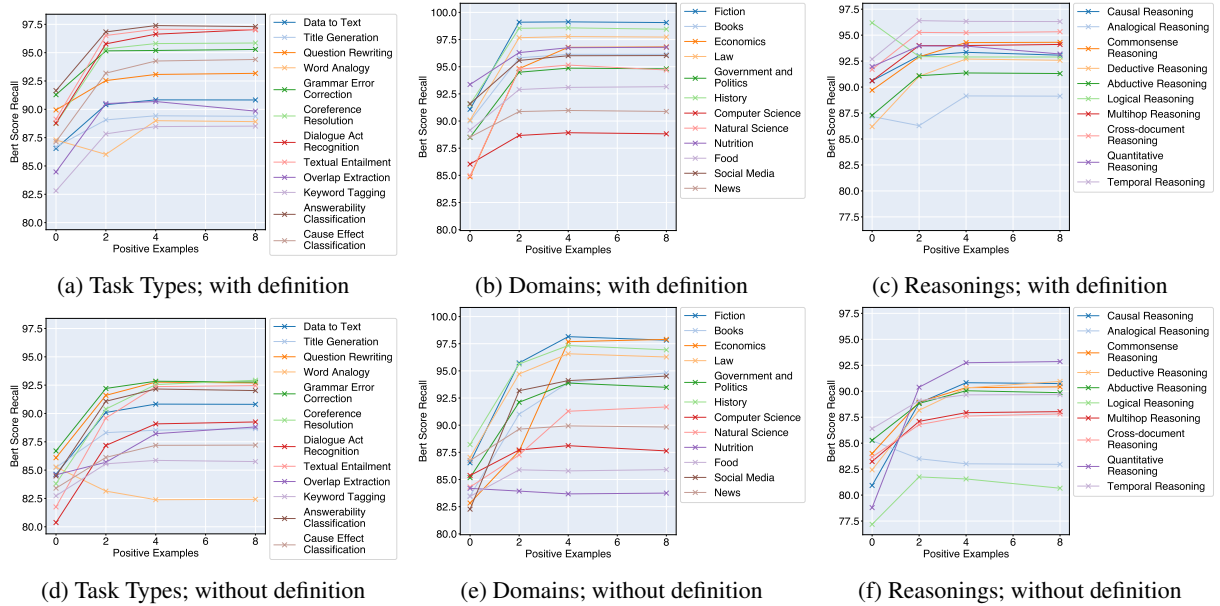 97.5
95.0
92.5
90.0
87.5
85.0
82.5
80.0
Bert Score Recall
0 2 4 6 8
Positive Examples
Data to Text
Title Generation
Question Rewriting
Word Analogy
Grammar Error
Correction
Coreference
Resolution
Dialogue Act
Recognition
Textual Entailment
Overlap Extraction
Keyword Tagging
Answerability
Classification
Cause Effect
Classification
(a) Task Types; with definition
100.0
97.5
95.0
92.5
90.0
87.5
85.0
82.5
80.0
Bert Score Recall
0 2 4 6 8
Positive Examples
Fiction
Books
Economics
Law
Government and
Politics
History
Computer Science
Natural Science
Nutrition
Food
Social Media
News
(b) Domains; with definition
97.5
95.0
92.5
90.0
87.5
85.0
82.5
80.0
77.5
Bert Score Recall
0 2 4 6 8
Positive Examples
Causal Reasoning
Analogical Reasoning
Commonsense
Reasoning
Deductive Reasoning
Abductive Reasoning
Logical Reasoning
Multihop Reasoning
Cross-document
Reasoning
Quantitative
Reasoning
Temporal Reasoning
(c) Reasonings; with definition
97.5
95.0
92.5
90.0
87.5
85.0
82.5
80.0
Bert Score Recall
0 2 4 6 8
Positive Examples
Data to Text
Title Generation
Question Rewriting
Word Analogy
Grammar Error
Correction
Coreference
Resolution
Dialogue Act
Recognition
Textual Entailment
Overlap Extraction
Keyword Tagging
Answerability
Classification
Cause Effect
Classification
(d) Task Types; without definition
100.0
97.5
95.0
92.5
90.0
87.5
85.0
82.5
80.0
Bert Score Recall
0 2 4 6 8
Positive Examples
Fiction
Books
Economics
Law
Government and
Politics
History
Computer Science
Natural Science
Nutrition
Food
Social Media
News
(e) Domains; without definition
97.5
95.0
92.5
90.0
87.5
85.0
82.5
80.0
77.5
Bert Score Recall
0 2 4 6 8
Positive Examples
Causal Reasoning
Analogical Reasoning
Commonsense
Reasoning
Deductive Reasoning
Abductive Reasoning
Logical Reasoning
Multihop Reasoning
Cross-document
Reasoning
Quantitative
Reasoning
Temporal Reasoning
(f) Reasonings; without definition